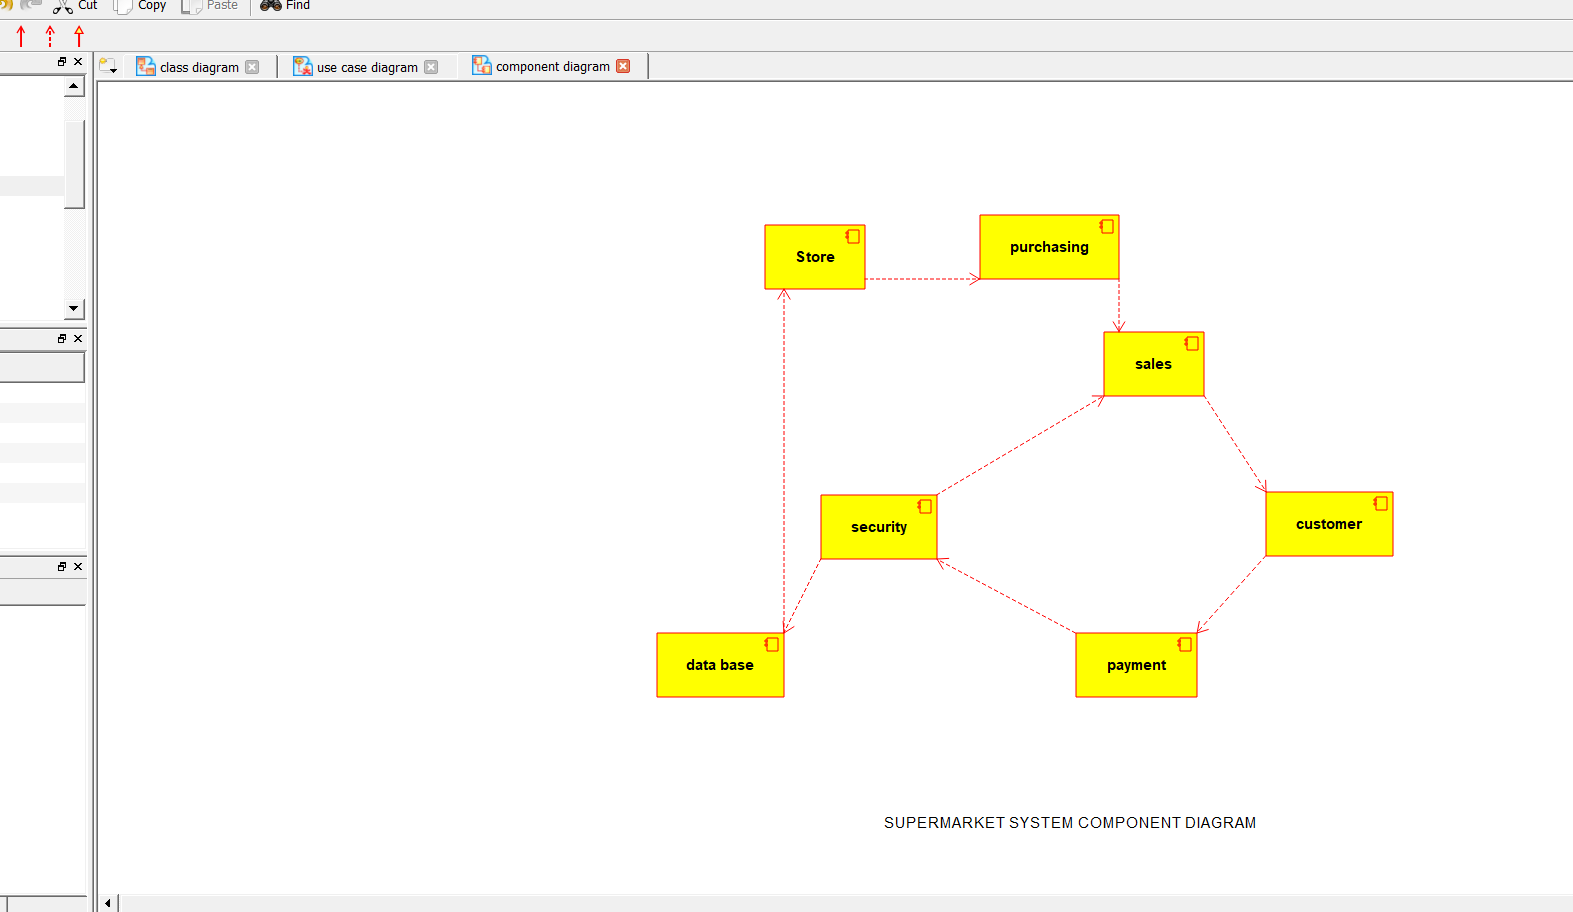 Cut Copy Paste Find
class diagram use case diagram component diagram
Store
purchasing
sales
security
customer
data base
payment
SUPERMARKET SYSTEM COMPONENT DIAGRAM